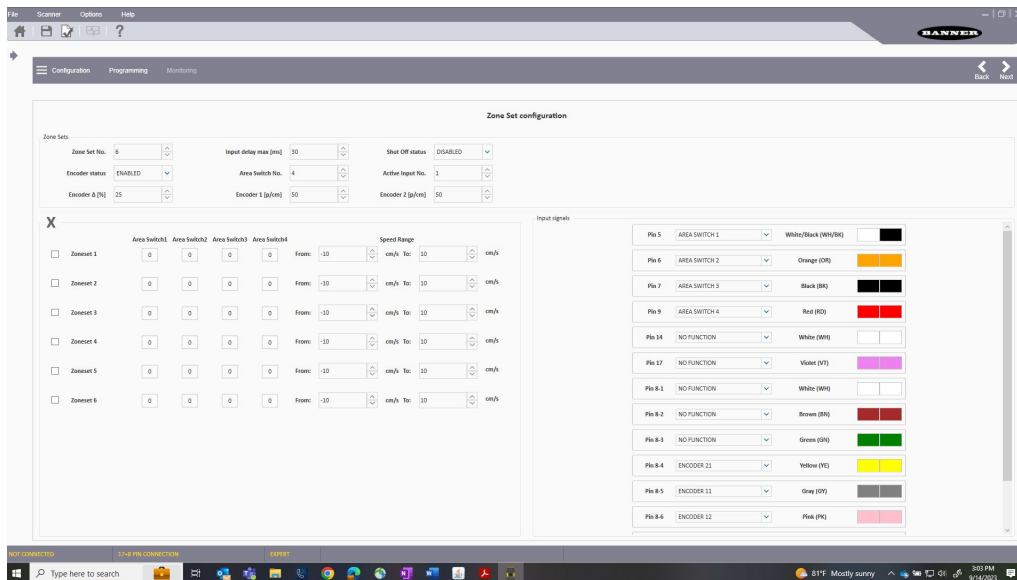 File Scanner Options Help
BANNER
Configuration Programming Monitoring
Back Next
Zone Set configuration
Zone Sets
Zone Set No. 6 Input delay max [ms] 30 Shut Off status DISABLED
Encoder status ENABLED Area Switch No. 4 Active Input No. 1
Encoder Δ [%] 25 Encoder 1 [p/cm] 50 Encoder 2 [p/cm] 50
X
Area Switch1 Area Switch2 Area Switch3 Area Switch4 Speed Range
Zoneset 1 0 0 0 0 From: -10 cm/s To: 10 cm/s
Zoneset 2 0 0 0 0 From: -10 cm/s To: 10 cm/s
Zoneset 3 0 0 0 0 From: -10 cm/s To: 10 cm/s
Zoneset 4 0 0 0 0 From: -10 cm/s To: 10 cm/s
Zoneset 5 0 0 0 0 From: -10 cm/s To: 10 cm/s
Zoneset 6 0 0 0 0 From: -10 cm/s To: 10 cm/s
Input signals
Pin 5 AREA SWITCH 1 White/Black (WH/BK)
Pin 6 AREA SWITCH 2 Orange (OR)
Pin 7 AREA SWITCH 3 Black (BK)
Pin 9 AREA SWITCH 4 Red (RD)
Pin 14 NO FUNCTION White (WH)
Pin 17 NO FUNCTION Violet (VT)
Pin 8-1 NO FUNCTION White (WH)
Pin 8-2 NO FUNCTION Brown (BN)
Pin 8-3 NO FUNCTION Green (GN)
Pin 8-4 ENCODER 21 Yellow (YE)
Pin 8-5 ENCODER 11 Gray (GY)
Pin 8-6 ENCODER 12 Pink (PK)
NOT CONNECTED 17+8 PIN CONNECTION EXPERT
Type here to search
81°F Mostly sunny
3:03 PM
9/14/2023